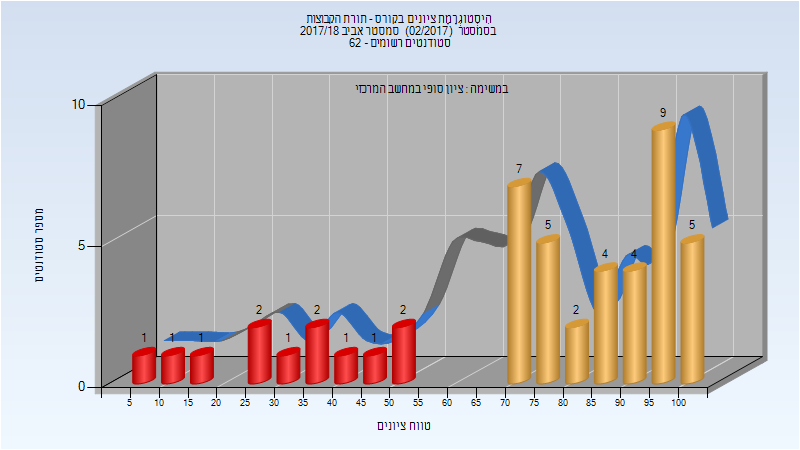 היסטוגרמת ציונים בקורס - תורת הקבוצות
בסמסטר (02/2017) סמסטר אביב 2017/18
סטודנטים רשומים - 62
במשימה : ציון סופי במחשב המרכזי
מספר סטודנטים
10
5
0
1
1
1
2
1
2
1
1
2
7
5
2
4
4
9
5
5 10 15 20 25 30 35 40 45 50 55 60 65 70 75 80 85 90 95 100
טווח ציונים